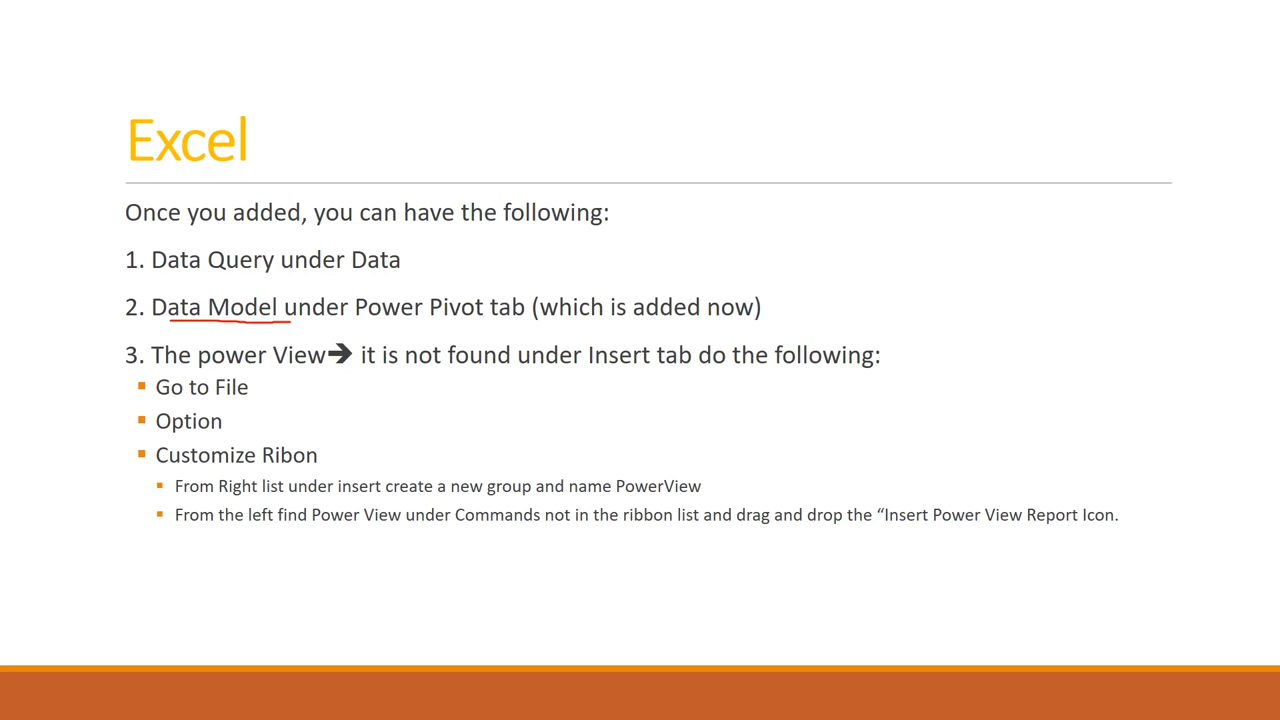 Excel
Once you added, you can have the following:
1. Data Query under Data
2. Data Model under Power Pivot tab (which is added now)
3. The power View➔ it is not found under Insert tab do the following:
▪ Go to File
▪ Option
▪ Customize Ribon
▪ From Right list under insert create a new group and name PowerView
▪ From the left find Power View under Commands not in the ribbon list and drag and drop the “Insert Power View Report Icon.